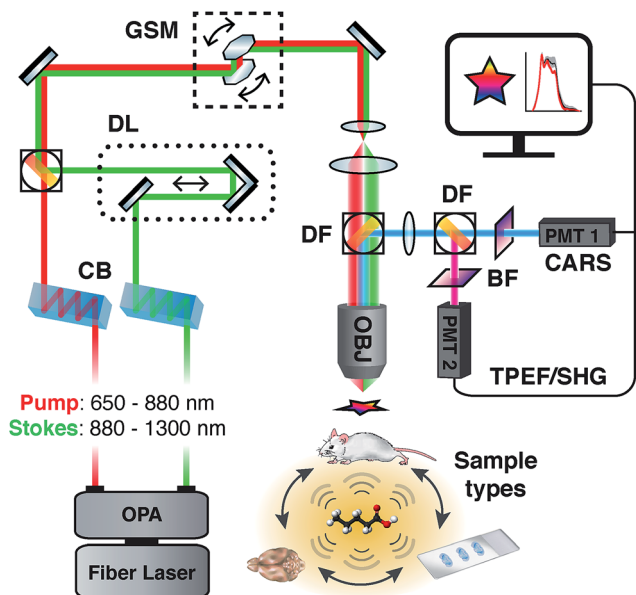 GSM
DL
DF
DF
PMT 1
CARS
BF
CB
OBJ
PMT 2
TPEF/SHG
Pump: 650 - 880 nm
Stokes: 880 - 1300 nm
Sample
types
OPA
Fiber Laser